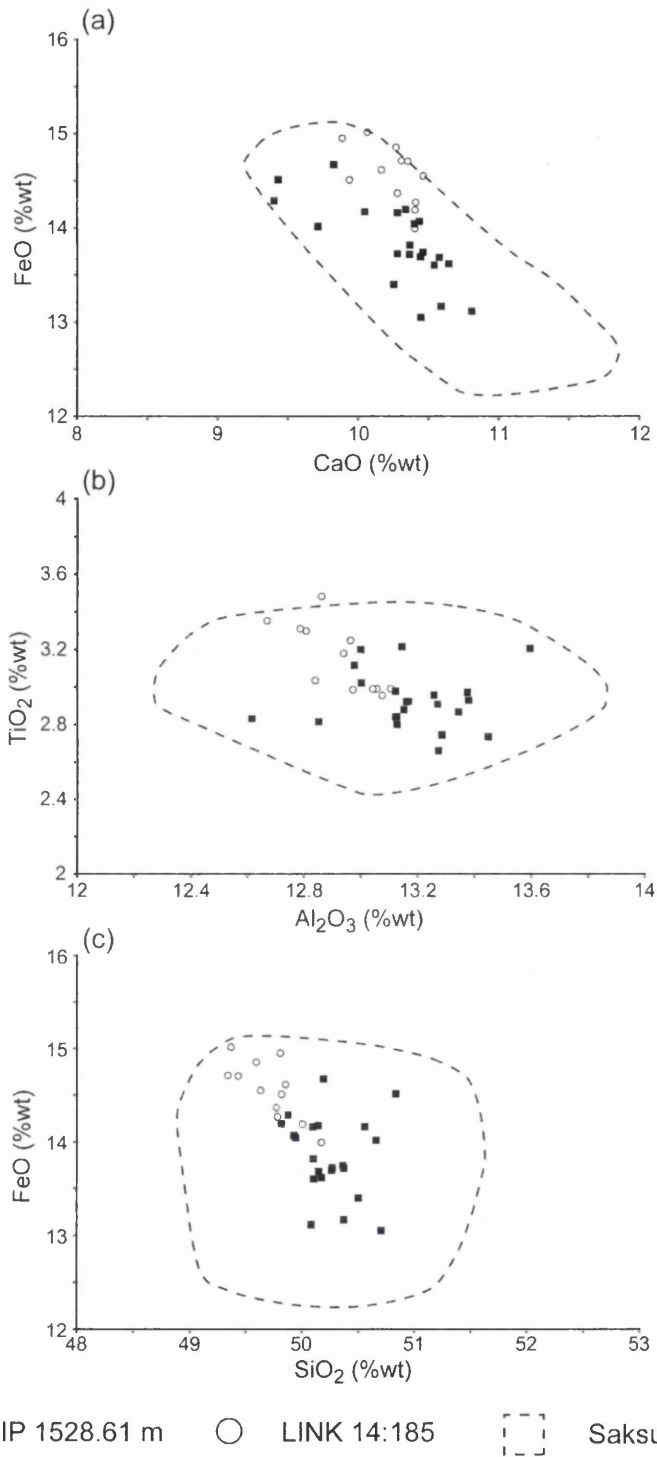 (a)
16
15
14
13
12
FeO (%wt)
8 9 10 11 12
CaO (%wt)
(b)
4
3.6
3.2
2.8
2.4
2
TiO₂ (%wt)
12 12.4 12.8 13.2 13.6 14
Al₂O₃ (%wt)
(c)
16
15
14
13
12
FeO (%wt)
48 49 50 51 52 53
SiO₂ (%wt)
IP 1528.61 m LINK 14:185 Saksu